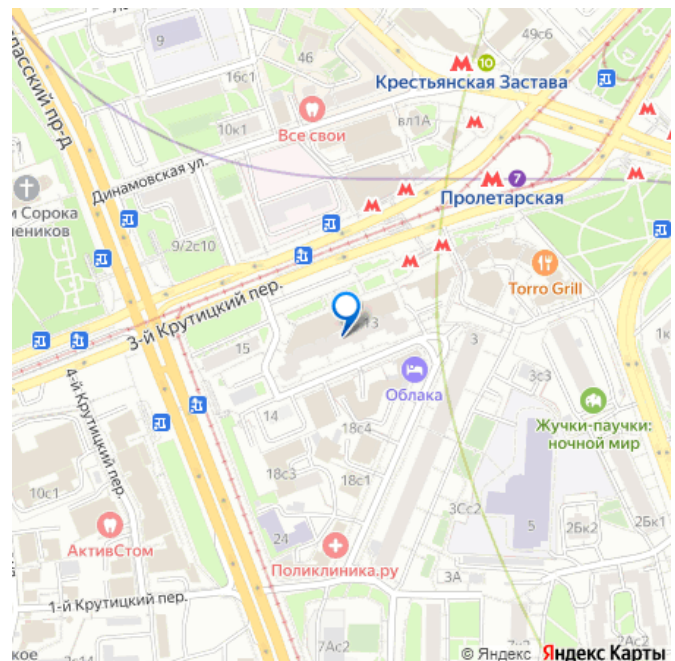 49с6
9
46
10
Крестьянская Застава
16с1
Все свои
вл1А
10к1
Динамовская ул.
7
Пролетарская
9/2с10
Torro Grill
3-й Крутицкий пер.
13
15
3
1к
Облака
3с3
4-й Крутицкий пер.
14
18с4
Жучки-паучки:
ночной мир
18с3
18с1
10с1
3Сс2
АктивСтом
24
5
2Бк2
2Бк1
Поликлиника.ру
3А
1-й Крутицкий пер.
7Ас2
© Яндекс Яндекс Карты